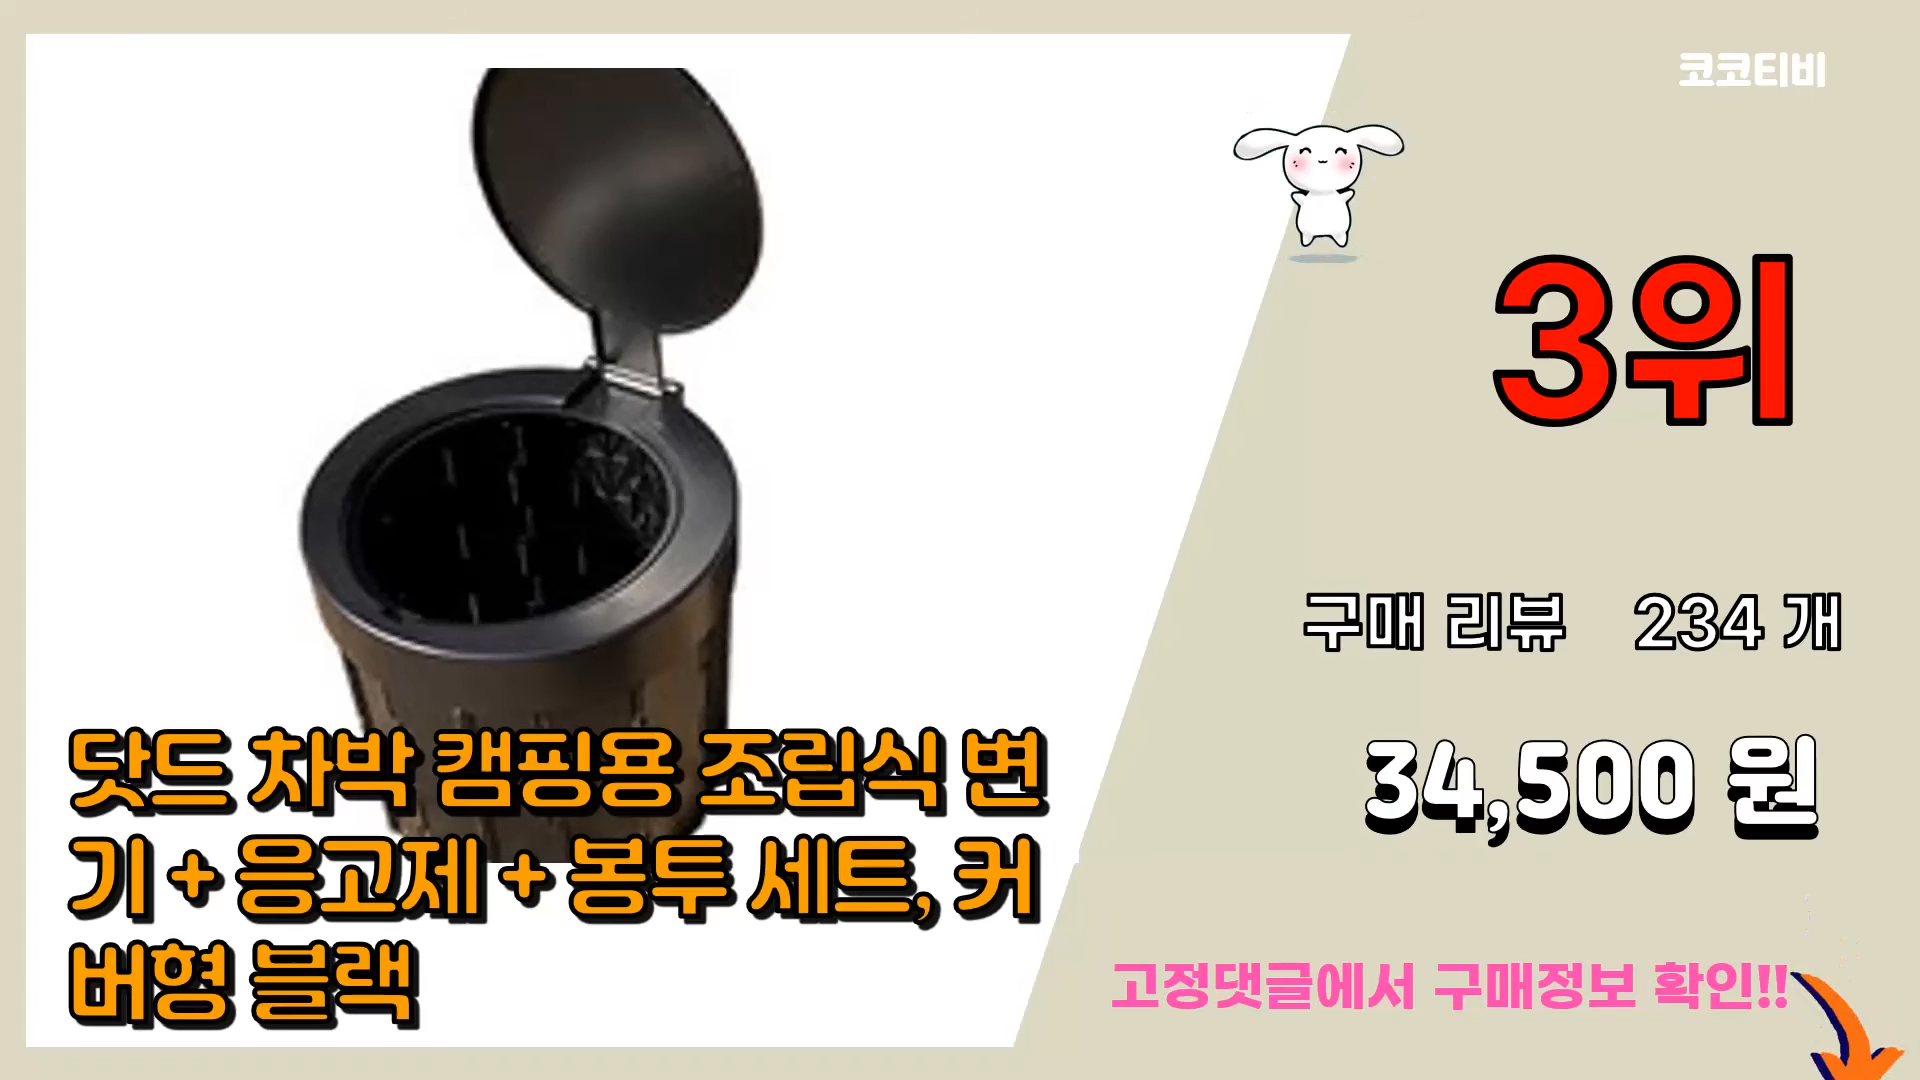 코코티비
3위
구매 리뷰 234 개
34,500 원
닷드 차박 캠핑용 조립식 변
기 + 응고제 + 봉투 세트, 커
버형 블랙
고정댓글에서 구매정보 확인!!